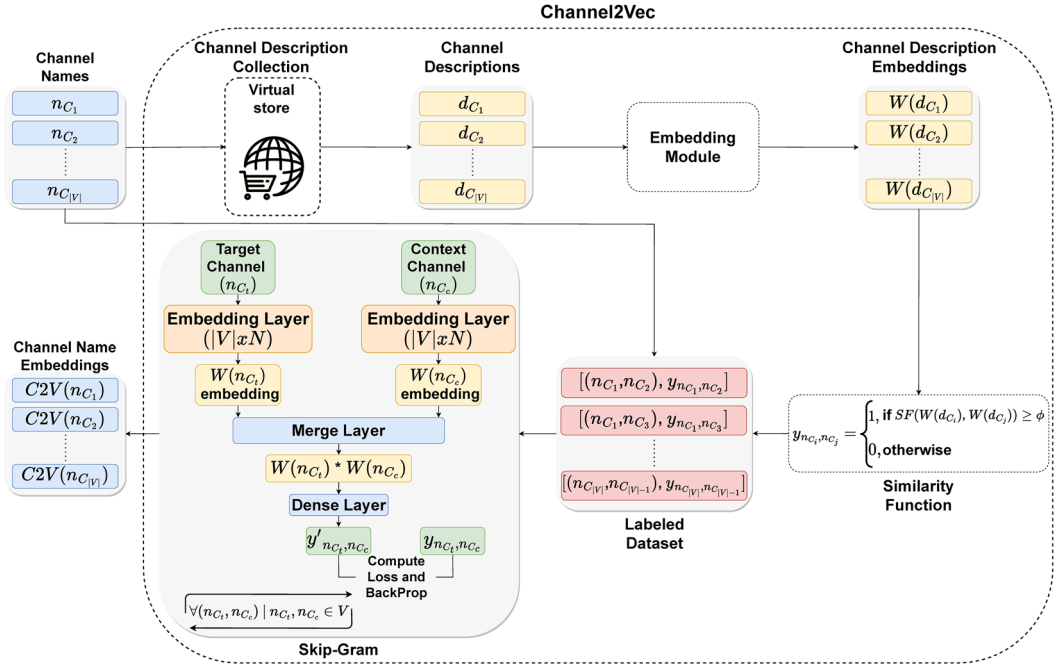 Channel2Vec
Channel
Names
n_{C_1}
n_{C_2}
n_{C_{|V|}}
Channel Description
Collection
Virtual
store
Channel
Descriptions
d_{C_1}
d_{C_2}
d_{C_{|V|}}
Embedding
Module
Channel Description
Embeddings
W(d_{C_1})
W(d_{C_2})
W(d_{C_{|V|}})
Target
Channel
(n_{C_t})
Context
Channel
(n_{C_c})
Embedding Layer
(|V|xN)
Embedding Layer
(|V|xN)
W(n_{C_t})
embedding
W(n_{C_c})
embedding
Merge Layer
W(n_{C_t}) * W(n_{C_c})
Dense Layer
y'_{n_{C_t},n_{C_c}}
y_{n_{C_t},n_{C_c}}
Compute
Loss and
BackProp
∀(n_{C_t}, n_{C_c}) | n_{C_t}, n_{C_c} ∈ V
Skip-Gram
Channel Name
Embeddings
C2V(n_{C_1})
C2V(n_{C_2})
C2V(n_{C_{|V|}})
[(n_{C_1},n_{C_2}), y_{n_{C_1},n_{C_2}}]
[(n_{C_1},n_{C_3}), y_{n_{C_1},n_{C_3}}]
[(n_{C_{|V|}},n_{C_{|V|-1}}), y_{n_{C_{|V|}},n_{C_{|V|-1}}}]
Labeled
Dataset
1, if SF(W(d_{C_i}), W(d_{C_j})) ≥ ϕ
y_{n_{C_i},n_{C_j}} = {
0, otherwise
Similarity
Function